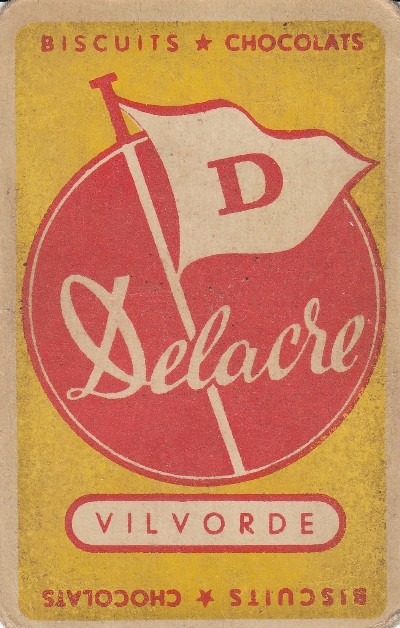 BISCUITS ★ CHOCOLATS
D
Delacre
VILVORDE
BISCUITS ★ CHOCOLATS